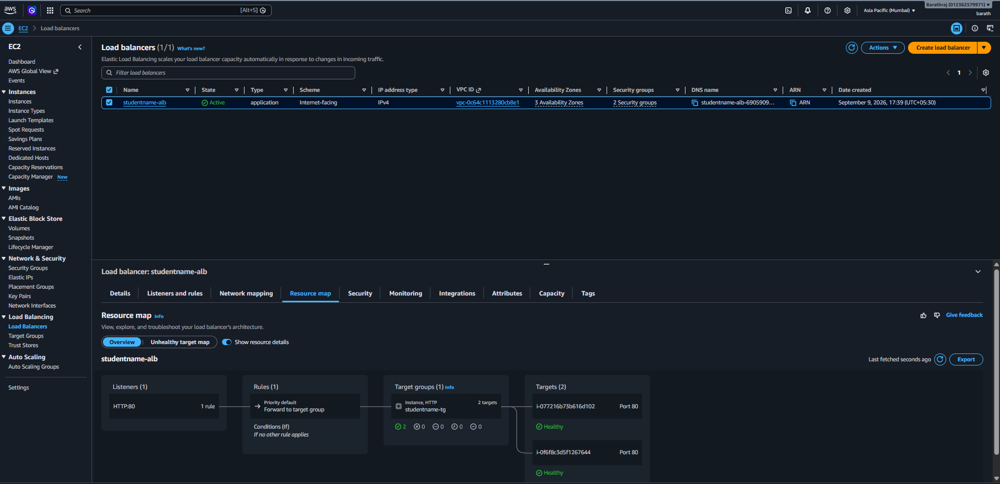 aws
Search
[Alt+S]
Asia Pacific (Mumbai)
Barathraj (012362579971)
barath
EC2
Load balancers
EC2
Dashboard
AWS Global View
Events
Instances
Instances
Instance Types
Launch Templates
Spot Requests
Savings Plans
Reserved Instances
Dedicated Hosts
Capacity Reservations
Capacity Manager New
Images
AMIs
AMI Catalog
Elastic Block Store
Volumes
Snapshots
Lifecycle Manager
Network & Security
Security Groups
Elastic IPs
Placement Groups
Key Pairs
Network Interfaces
Load Balancing
Load Balancers
Target Groups
Trust Stores
Auto Scaling
Auto Scaling Groups
Settings
Load balancers (1/1) What's new?
Elastic Load Balancing scales your load balancer capacity automatically in response to changes in incoming traffic.
Actions
Create load balancer
Filter load balancers
1
Name State Type Scheme IP address type VPC ID Availability Zones Security groups DNS name ARN Date created
studentname-alb Active application Internet-facing IPv4 vpc-0c64c1113280cb8e1 3 Availability Zones 2 Security groups studentname-alb-6905909... ARN September 9, 2026, 17:39 (UTC+05:30)
Load balancer: studentname-alb
Details Listeners and rules Network mapping Resource map Security Monitoring Integrations Attributes Capacity Tags
Resource map Info
Give feedback
View, explore, and troubleshoot your load balancer's architecture.
Overview Unhealthy target map Show resource details
studentname-alb
Last fetched seconds ago Export
Listeners (1)
HTTP:80 1 rule
Rules (1)
Priority default
Forward to target group
Conditions (If)
If no other rule applies
Target groups (1) Info
Instance, HTTP 2 targets
studentname-tg
2 0 0 0 0
Targets (2)
i-077216b73b616d102 Port 80
Healthy
i-0f6f8c3d5f1267644 Port 80
Healthy